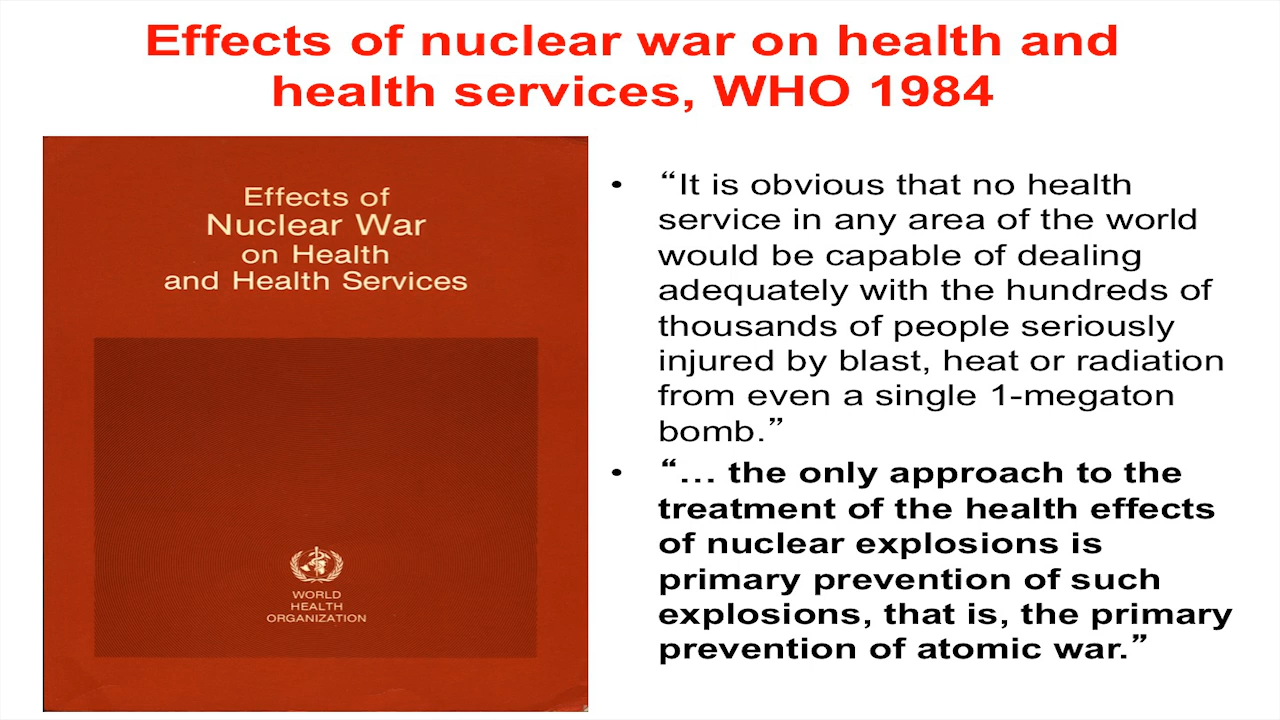 Effects of nuclear war on health and
health services, WHO 1984
Effects of
Nuclear War
on Health
and Health Services
WORLD
HEALTH
ORGANIZATION
• “It is obvious that no health
service in any area of the world
would be capable of dealing
adequately with the hundreds of
thousands of people seriously
injured by blast, heat or radiation
from even a single 1-megaton
bomb.”
• “… the only approach to the
treatment of the health effects
of nuclear explosions is
primary prevention of such
explosions, that is, the primary
prevention of atomic war.”